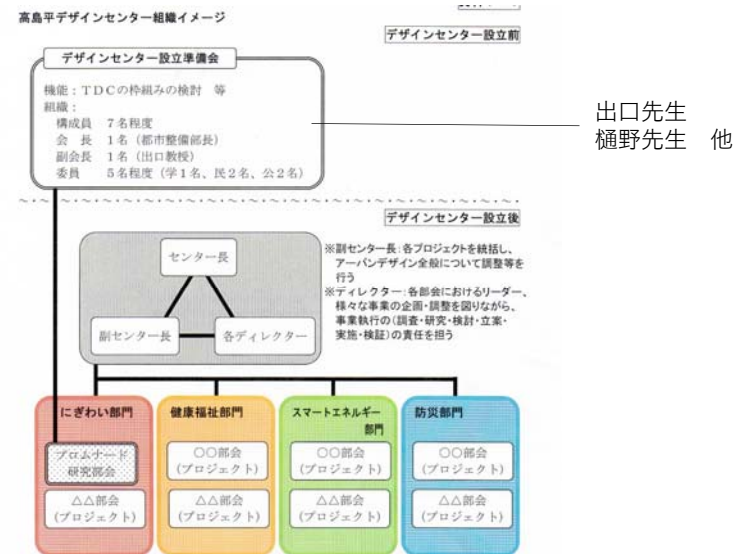 高島平デザインセンター組織イメージ
デザインセンター設立前
デザインセンター設立準備会
機能：TDCの枠組みの検討　等
組織：
構成員　7名程度
会　長　1名（都市整備部長）
副会長　1名（出口教授）
委員　5名程度（学1名、民2名、公2名）
出口先生
樋野先生　他
デザインセンター設立後
センター長
副センター長
各ディレクター
※副センター長：各プロジェクトを統括し、
アーバンデザイン全般について調整等を
行う
※ディレクター：各部会におけるリーダー、
様々な事業の企画・調整を図りながら、
事業執行の（調査・研究・検討・立案・
実施・検証）の責任を担う
にぎわい部門
プロムナード
研究部会
△△部会
（プロジェクト）
健康福祉部門
〇〇部会
（プロジェクト）
△△部会
（プロジェクト）
スマートエネルギー
部門
〇〇部会
（プロジェクト）
△△部会
（プロジェクト）
防災部門
〇〇部会
（プロジェクト）
△△部会
（プロジェクト）